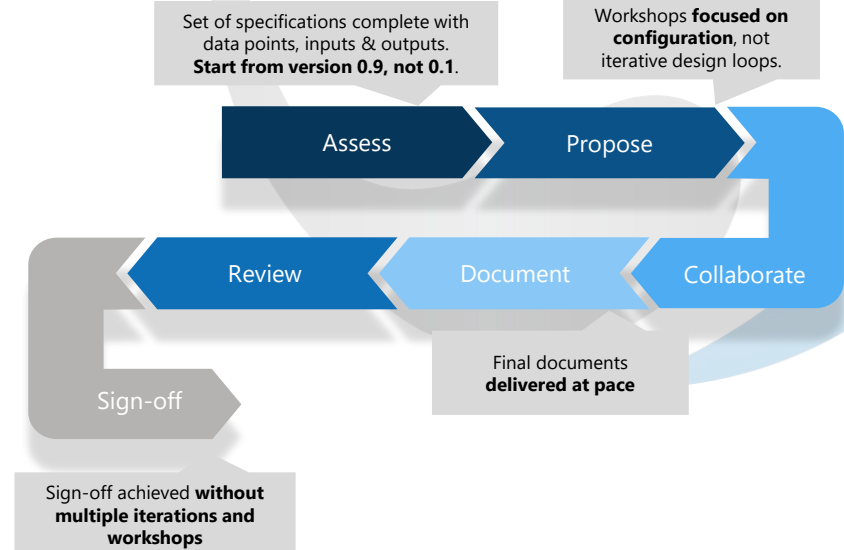 Set of specifications complete with
data points, inputs & outputs.
Start from version 0.9, not 0.1.
Workshops focused on
configuration, not
iterative design loops.
Assess
Propose
Collaborate
Document
Review
Final documents
delivered at pace
Sign-off
Sign-off achieved without
multiple iterations and
workshops